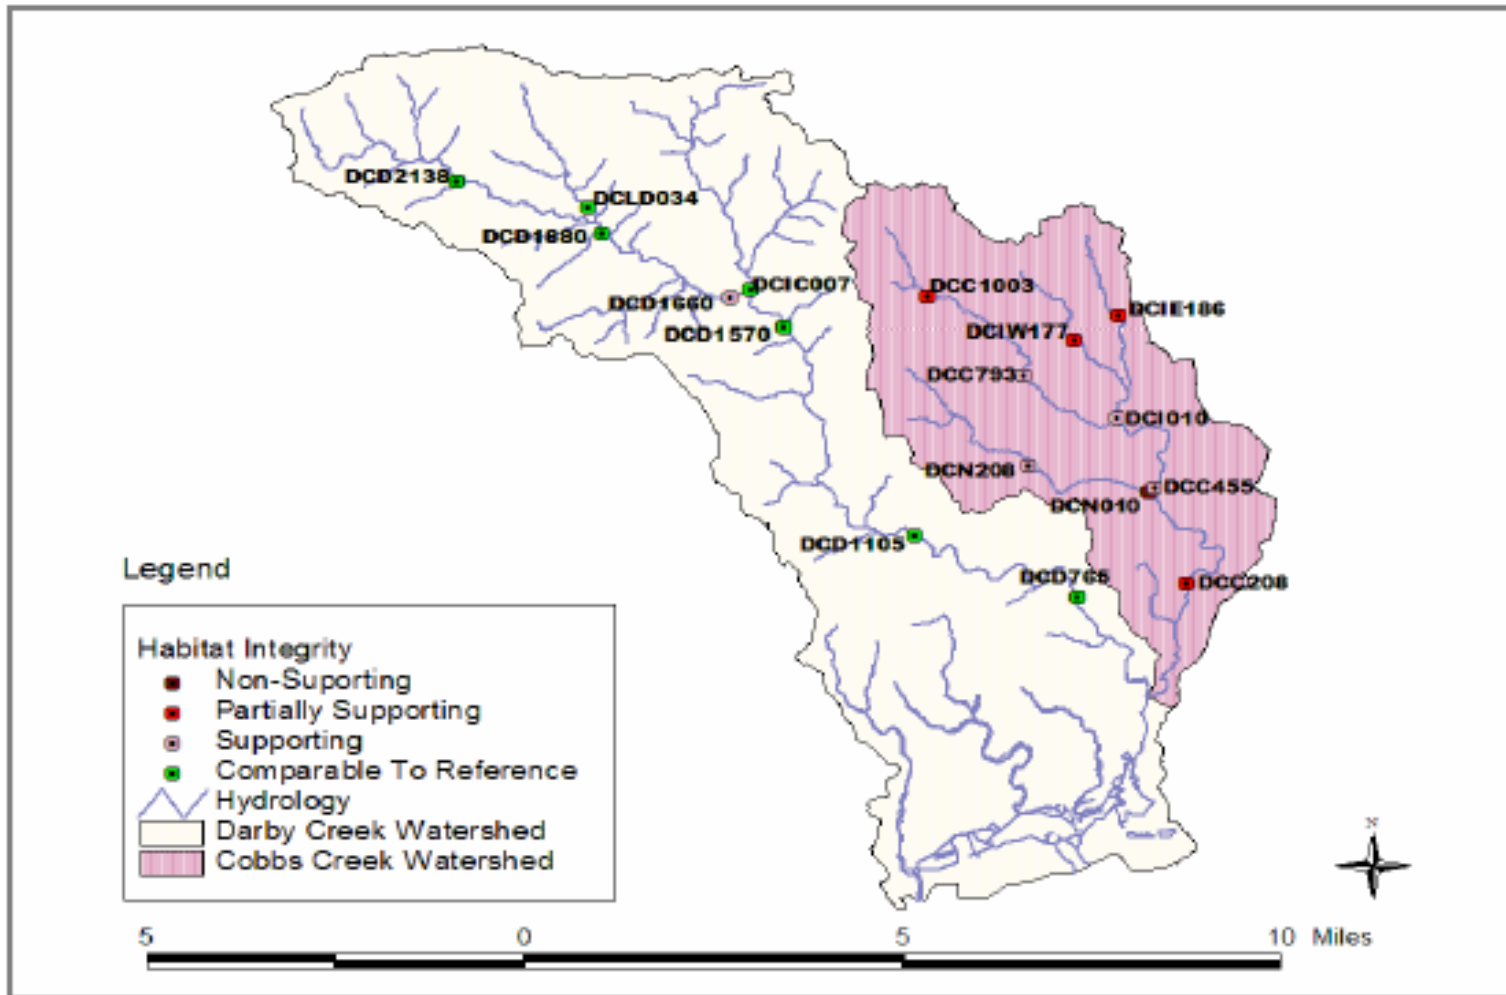 DCD2138
DCLD034
DCD1880
DCIC007
DCD1660
DCD1570
DCC1003
DCIE186
DCIW177
DCC793
DCI010
DCN208
DCC455
DCN010
DCD1105
DCD765
DCC208
Legend
Habitat Integrity
Non-Suporting
Partially Supporting
Supporting
Comparable To Reference
Hydrology
Darby Creek Watershed
Cobbs Creek Watershed
N
5 0 5 10 Miles